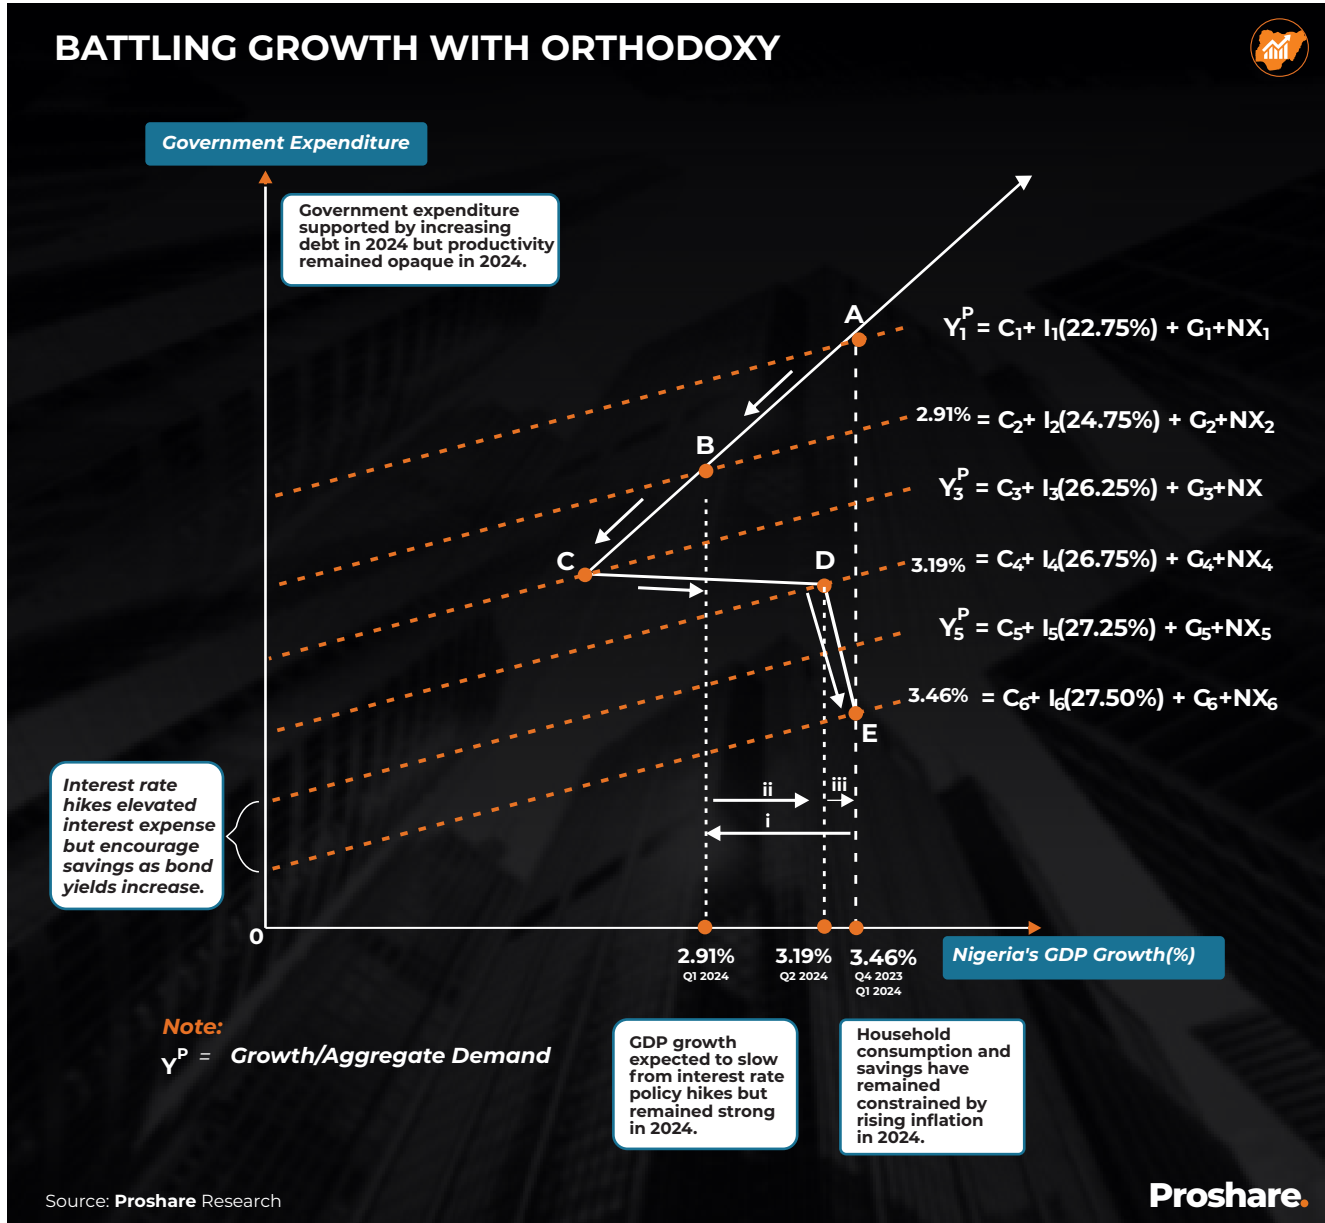 BATTLING GROWTH WITH ORTHODOXY
Government Expenditure
Government expenditure
supported by increasing
debt in 2024 but productivity
remained opaque in 2024.
A
Y₁ᴾ = C₁+ I₁(22.75%) + G₁+NX₁
2.91% = C₂+ I₂(24.75%) + G₂+NX₂
B
Y₃ᴾ = C₃+ I₃(26.25%) + G₃+NX
C
D
3.19% = C₄+ I₄(26.75%) + G₄+NX₄
Y₅ᴾ = C₅+ I₅(27.25%) + G₅+NX₅
3.46% = C₆+ I₆(27.50%) + G₆+NX₆
E
Interest rate
hikes elevated
interest expense
but encourage
savings as bond
yields increase.
ii
iii
i
0
2.91%
Q1 2024
3.19%
Q2 2024
3.46%
Q4 2023
Q1 2024
Nigeria's GDP Growth(%)
Note:
Yᴾ = Growth/Aggregate Demand
GDP growth
expected to slow
from interest rate
policy hikes but
remained strong
in 2024.
Household
consumption and
savings have
remained
constrained by
rising inflation
in 2024.
Source: Proshare Research
Proshare.